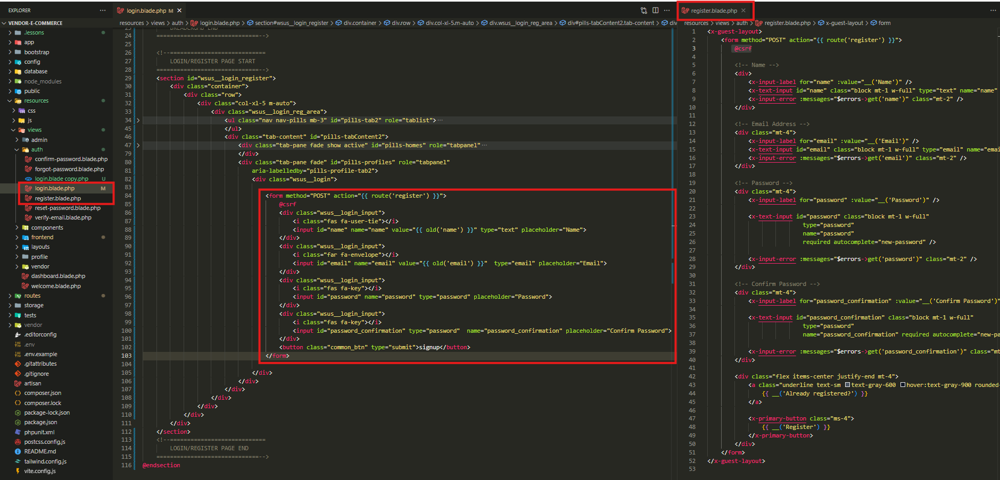 EXPLORER
···
VENDOR-E-COMMERCE
.lessons
app
bootstrap
config
database
node_modules
public
resources
css
js
views
admin
auth
confirm-password.blade.php
forgot-password.blade.php
login.blade copy.php U
login.blade.php M
register.blade.php
reset-password.blade.php
verify-email.blade.php
components
frontend
layouts
profile
vendor
dashboard.blade.php
welcome.blade.php
routes
storage
tests
vendor
.editorconfig
.env
.env.example
.gitattributes
.gitignore
artisan
composer.json
composer.lock
package-lock.json
package.json
phpunit.xml
postcss.config.js
README.md
tailwind.config.js
vite.config.js
login.blade.php M
resources > views > auth > login.blade.php > section#wsus__login_register > div.container > div.row > div.col-xl-5.m-auto > div.wsus__login_reg_area > div#pills-tabContent2.tab-content > div
24 =============================-->
25
26 <!--============================
27 LOGIN/REGISTER PAGE START
28 ==============================-->
29 <section id="wsus__login_register">
30 <div class="container">
31 <div class="row">
32 <div class="col-xl-5 m-auto">
33 <div class="wsus__login_reg_area">
34 <ul class="nav nav-pills mb-3" id="pills-tab2" role="tablist">···
45 </ul>
46 <div class="tab-content" id="pills-tabContent2">
47 <div class="tab-pane fade show active" id="pills-homes" role="tabpanel"···
79 </div>
80 <div class="tab-pane fade" id="pills-profiles" role="tabpanel"
81 aria-labelledby="pills-profile-tab2">
82 <div class="wsus__login">
83
84 <form method="POST" action="{{ route('register') }}">
85 @csrf
86 <div class="wsus__login_input">
87 <i class="fas fa-user-tie"></i>
88 <input id="name" name="name" value="{{ old('name') }}" type="text" placeholder="Name">
89 </div>
90 <div class="wsus__login_input">
91 <i class="far fa-envelope"></i>
92 <input id="email" name="email" value="{{ old('email') }}"  type="email" placeholder="Email">
93 </div>
94 <div class="wsus__login_input">
95 <i class="fas fa-key"></i>
96 <input id="password" name="password" type="password" placeholder="Password">
97 </div>
98 <div class="wsus__login_input">
99 <i class="fas fa-key"></i>
100 <input id="password_confirmation" type="password"  name="password_confirmation" placeholder="Confirm Password">
101 </div>
102 <button class="common_btn" type="submit">signup</button>
103 </form>
104
105 </div>
106 </div>
107 </div>
108 </div>
109 </div>
110 </div>
111 </div>
112 </section>
113 <!--============================
114 LOGIN/REGISTER PAGE END
115 ==============================-->
116 @endsection
register.blade.php
resources > views > auth > register.blade.php > x-guest-layout > form
1 <x-guest-layout>
2 <form method="POST" action="{{ route('register') }}">
3 @csrf
4
5 <!-- Name -->
6 <div>
7 <x-input-label for="name" :value="__('Name')" />
8 <x-text-input id="name" class="block mt-1 w-full" type="text" name="name"
9 <x-input-error :messages="$errors->get('name')" class="mt-2" />
10 </div>
11
12 <!-- Email Address -->
13 <div class="mt-4">
14 <x-input-label for="email" :value="__('Email')" />
15 <x-text-input id="email" class="block mt-1 w-full" type="email" name="emai
16 <x-input-error :messages="$errors->get('email')" class="mt-2" />
17 </div>
18
19 <!-- Password -->
20 <div class="mt-4">
21 <x-input-label for="password" :value="__('Password')" />
22
23 <x-text-input id="password" class="block mt-1 w-full"
24 type="password"
25 name="password"
26 required autocomplete="new-password" />
27
28 <x-input-error :messages="$errors->get('password')" class="mt-2" />
29 </div>
30
31 <!-- Confirm Password -->
32 <div class="mt-4">
33 <x-input-label for="password_confirmation" :value="__('Confirm Password')"
34
35 <x-text-input id="password_confirmation" class="block mt-1 w-full"
36 type="password"
37 name="password_confirmation" required autocomplete="new-pa
38
39 <x-input-error :messages="$errors->get('password_confirmation')" class="mt
40 </div>
41
42 <div class="flex items-center justify-end mt-4">
43 <a class="underline text-sm text-gray-600 hover:text-gray-900 rounded-
44 {{ __('Already registered?') }}
45 </a>
46
47 <x-primary-button class="ms-4">
48 {{ __('Register') }}
49 </x-primary-button>
50 </div>
51 </form>
52 </x-guest-layout>
53